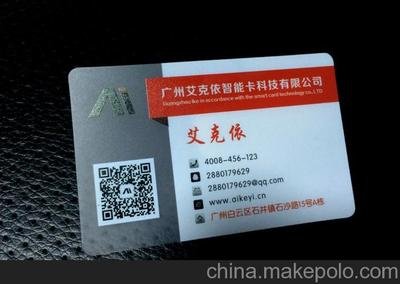 Ai
广州艾克依智能卡科技有限公司
Guangzhou Ike in accordance with the smart card technology co., LTD
艾克依
4008-456-123
2880179629
2880179629@qq.com
www.aikeyi.cn
广州白云区石井镇石沙路15号A栋
china.makepolo.com